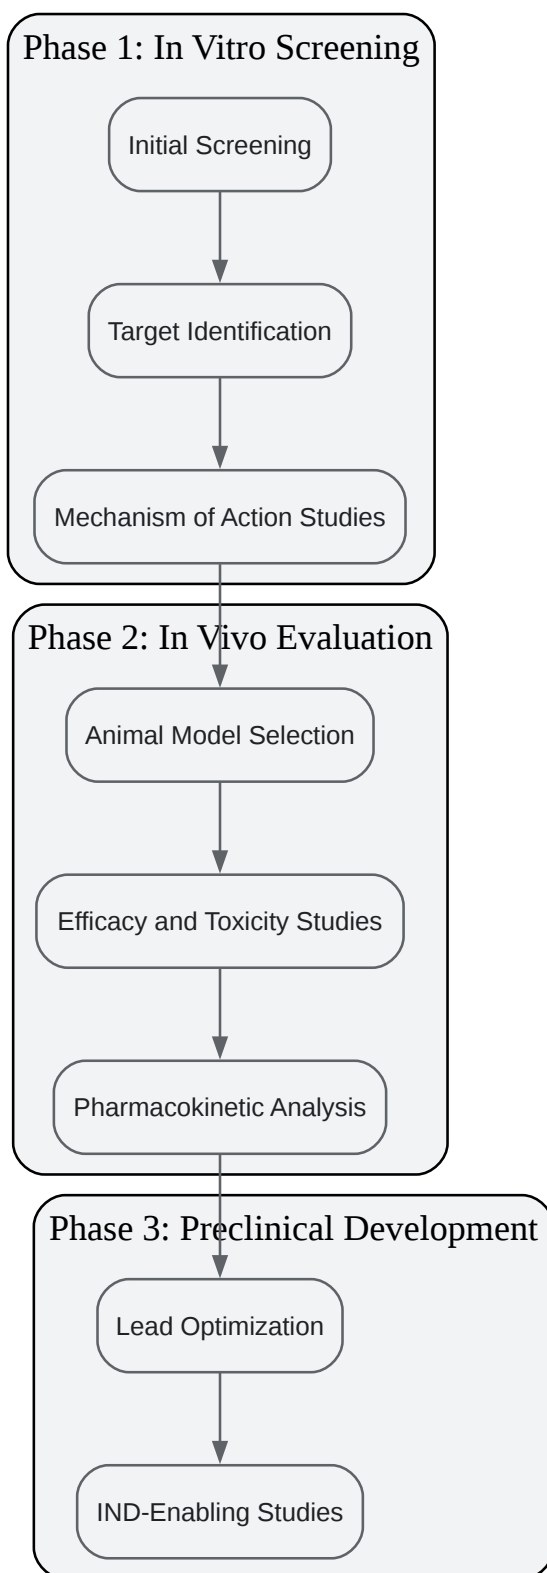 Phase 1: In Vitro Screening
Initial Screening
Target Identification
Mechanism of Action Studies
Phase 2: In Vivo Evaluation
Animal Model Selection
Efficacy and Toxicity Studies
Pharmacokinetic Analysis
Phase 3: Preclinical Development
Lead Optimization
IND-Enabling Studies